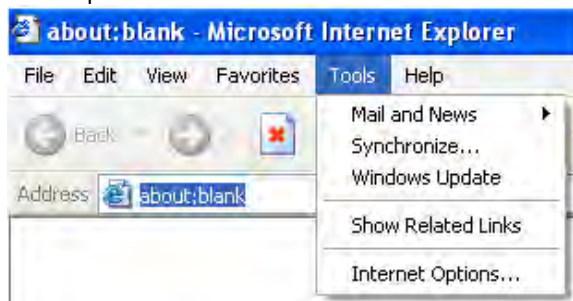 about:blank - Microsoft Internet Explorer
File Edit View Favorites Tools Help
Back
Address about:blank
Mail and News
Synchronize...
Windows Update
Show Related Links
Internet Options...